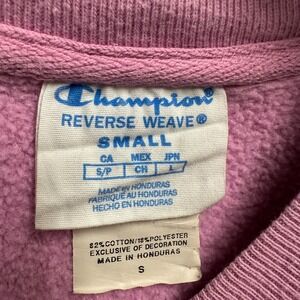 Champion
REVERSE WEAVE®
SMALL
CA MEX JPN
S/P CH L
MADE IN HONDURAS
FABRIQUÉ AU HONDURAS
HECHO EN HONDURAS
82% COTTON/18% POLYESTER
EXCLUSIVE OF DECORATION
MADE IN HONDURAS
S